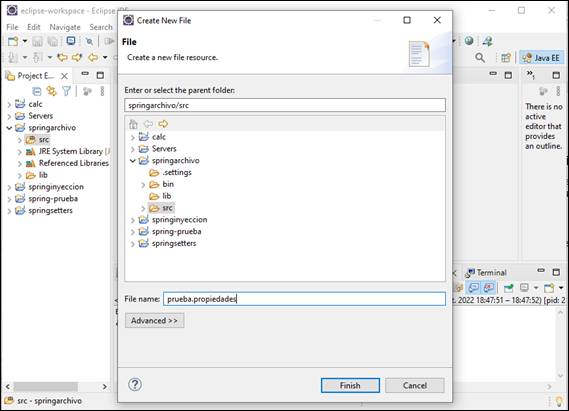 eclipse-workspace - Eclipse IDE
File Edit Source
Navigate Search
Java EE
Project E...
calc
Servers
springarchivo
src
JRE System Library [J
Referenced Libraries
lib
springinyeccion
spring-prueba
springsetters
Create New File
File
Create a new file resource.
Enter or select the parent folder:
springarchivo/src
calc
Servers
springarchivo
.settings
bin
lib
src
springinyeccion
spring-prueba
springsetters
File name: prueba.propiedades
Advanced >>
? Finish Cancel
There is no
active
editor that
provides
an outline.
Terminal
. 2022 18:47:51 – 18:47:52) [pid: 2
src - springarchivo